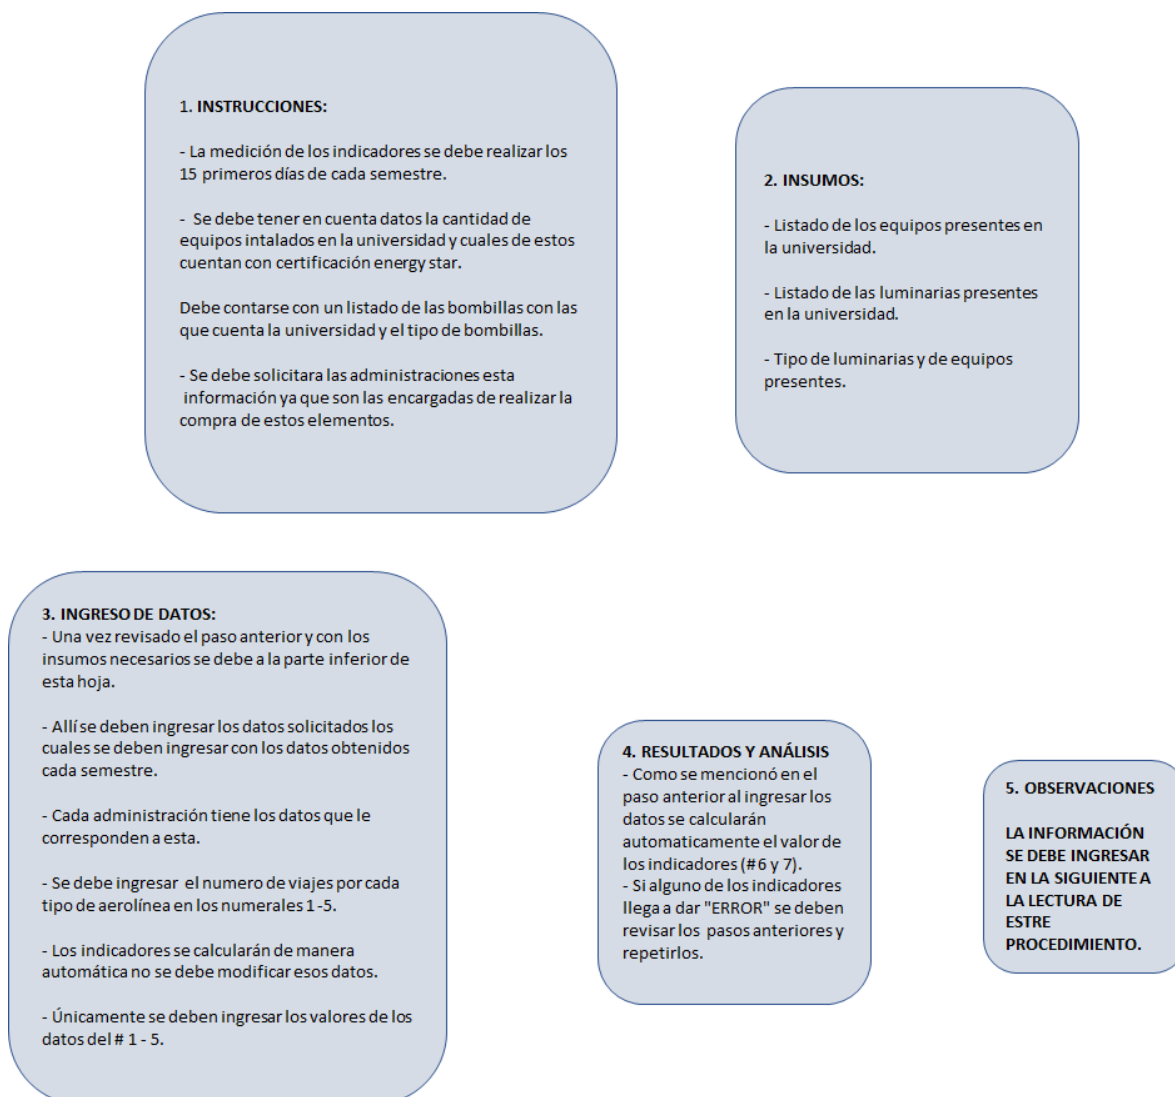 1. INSTRUCCIONES:
- La medición de los indicadores se debe realizar los
15 primeros días de cada semestre.
- Se debe tener en cuenta datos la cantidad de
equipos intalados en la universidad y cuales de estos
cuentan con certificación energy star.
Debe contarse con un listado de las bombillas con las
que cuenta la universidad y el tipo de bombillas.
- Se debe solicitara las administraciones esta
información ya que son las encargadas de realizar la
compra de estos elementos.
2. INSUMOS:
- Listado de los equipos presentes en
la universidad.
- Listado de las luminarias presentes
en la universidad.
- Tipo de luminarias y de equipos
presentes.
3. INGRESO DE DATOS:
- Una vez revisado el paso anterior y con los
insumos necesarios se debe a la parte inferior de
esta hoja.
- Allí se deben ingresar los datos solicitados los
cuales se deben ingresar con los datos obtenidos
cada semestre.
- Cada administración tiene los datos que le
corresponden a esta.
- Se debe ingresar el numero de viajes por cada
tipo de aerolínea en los numerales 1 -5.
- Los indicadores se calcularán de manera
automática no se debe modificar esos datos.
- Únicamente se deben ingresar los valores de los
datos del # 1 - 5.
4. RESULTADOS Y ANÁLISIS
- Como se mencionó en el
paso anterior al ingresar los
datos se calcularán
automaticamente el valor de
los indicadores (#6 y 7).
- Si alguno de los indicadores
llega a dar "ERROR" se deben
revisar los pasos anteriores y
repetirlos.
5. OBSERVACIONES
LA INFORMACIÓN
SE DEBE INGRESAR
EN LA SIGUIENTE A
LA LECTURA DE
ESTRE
PROCEDIMIENTO.